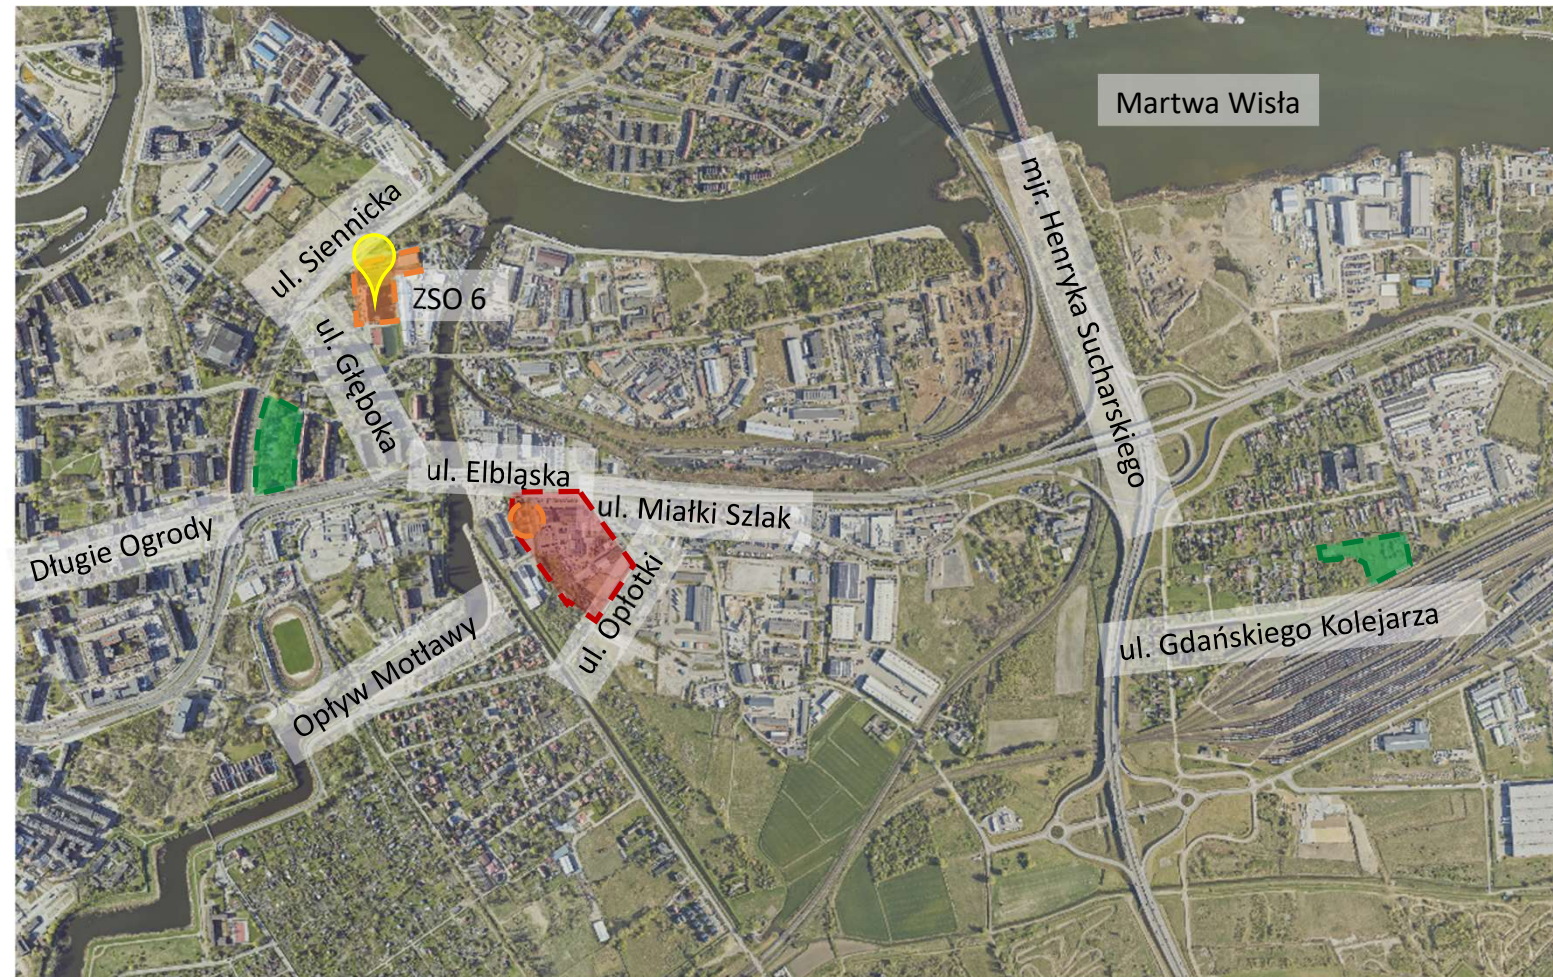 Martwa Wisła
ul. Siennicka
mjr. Henryka Sucharskiego
ZSO 6
ul. Głęboka
ul. Elbląska
ul. Miałki Szlak
Długie Ogrody
ul. Opłotki
ul. Gdańskiego Kolejarza
Opływ Motławy